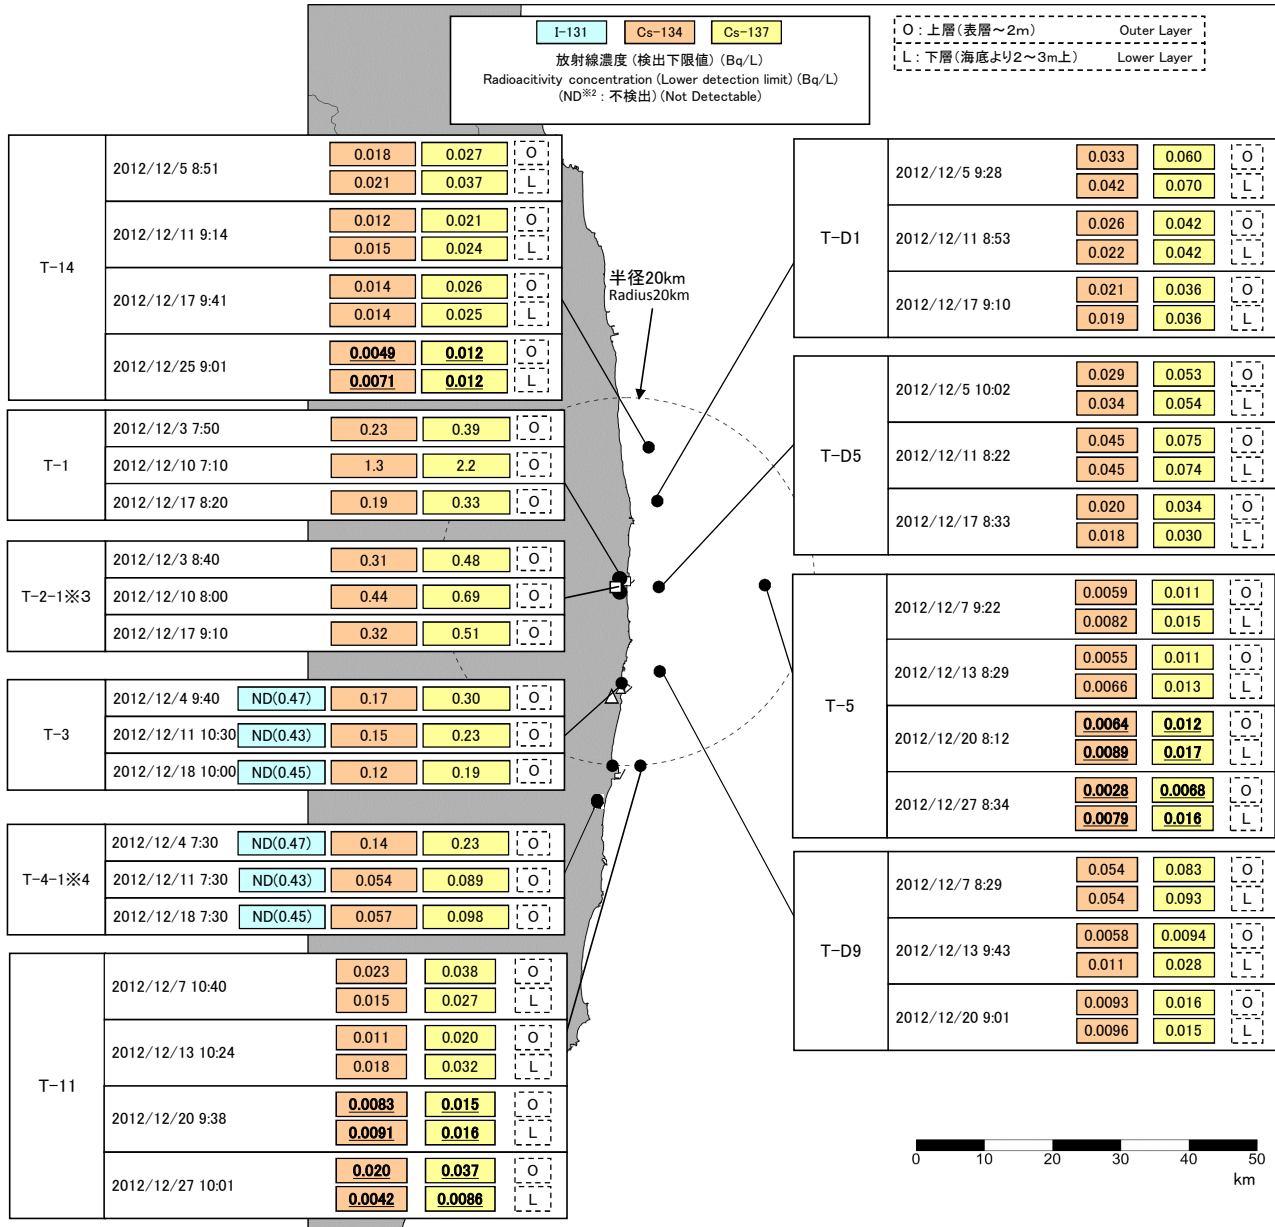 I-131 Cs-134 Cs-137
放射線濃度 (検出下限値) (Bq/L)
Radioacitivity concentration (Lower detection limit) (Bq/L)
(ND※2 : 不検出) (Not Detectable)
O : 上層(表層～2m) Outer Layer
L : 下層(海底より2～3m上) Lower Layer
T-14
2012/12/5 8:51 0.018 0.027 O
0.021 0.037 L
2012/12/11 9:14 0.012 0.021 O
0.015 0.024 L
2012/12/17 9:41 0.014 0.026 O
0.014 0.025 L
2012/12/25 9:01 0.0049 0.012 O
0.0071 0.012 L
T-1
2012/12/3 7:50 0.23 0.39 O
2012/12/10 7:10 1.3 2.2 O
2012/12/17 8:20 0.19 0.33 O
T-2-1※3
2012/12/3 8:40 0.31 0.48 O
2012/12/10 8:00 0.44 0.69 O
2012/12/17 9:10 0.32 0.51 O
T-3
2012/12/4 9:40 ND(0.47) 0.17 0.30 O
2012/12/11 10:30 ND(0.43) 0.15 0.23 O
2012/12/18 10:00 ND(0.45) 0.12 0.19 O
T-4-1※4
2012/12/4 7:30 ND(0.47) 0.14 0.23 O
2012/12/11 7:30 ND(0.43) 0.054 0.089 O
2012/12/18 7:30 ND(0.45) 0.057 0.098 O
T-11
2012/12/7 10:40 0.023 0.038 O
0.015 0.027 L
2012/12/13 10:24 0.011 0.020 O
0.018 0.032 L
2012/12/20 9:38 0.0083 0.015 O
0.0091 0.016 L
2012/12/27 10:01 0.020 0.037 O
0.0042 0.0086 L
半径20km
Radius20km
T-D1
2012/12/5 9:28 0.033 0.060 O
0.042 0.070 L
2012/12/11 8:53 0.026 0.042 O
0.022 0.042 L
2012/12/17 9:10 0.021 0.036 O
0.019 0.036 L
T-D5
2012/12/5 10:02 0.029 0.053 O
0.034 0.054 L
2012/12/11 8:22 0.045 0.075 O
0.045 0.074 L
2012/12/17 8:33 0.020 0.034 O
0.018 0.030 L
T-5
2012/12/7 9:22 0.0059 0.011 O
0.0082 0.015 L
2012/12/13 8:29 0.0055 0.011 O
0.0066 0.013 L
2012/12/20 8:12 0.0064 0.012 O
0.0089 0.017 L
2012/12/27 8:34 0.0028 0.0068 O
0.0079 0.016 L
T-D9
2012/12/7 8:29 0.054 0.083 O
0.054 0.093 L
2012/12/13 9:43 0.0058 0.0094 O
0.011 0.028 L
2012/12/20 9:01 0.0093 0.016 O
0.0096 0.015 L
0 10 20 30 40 50
km